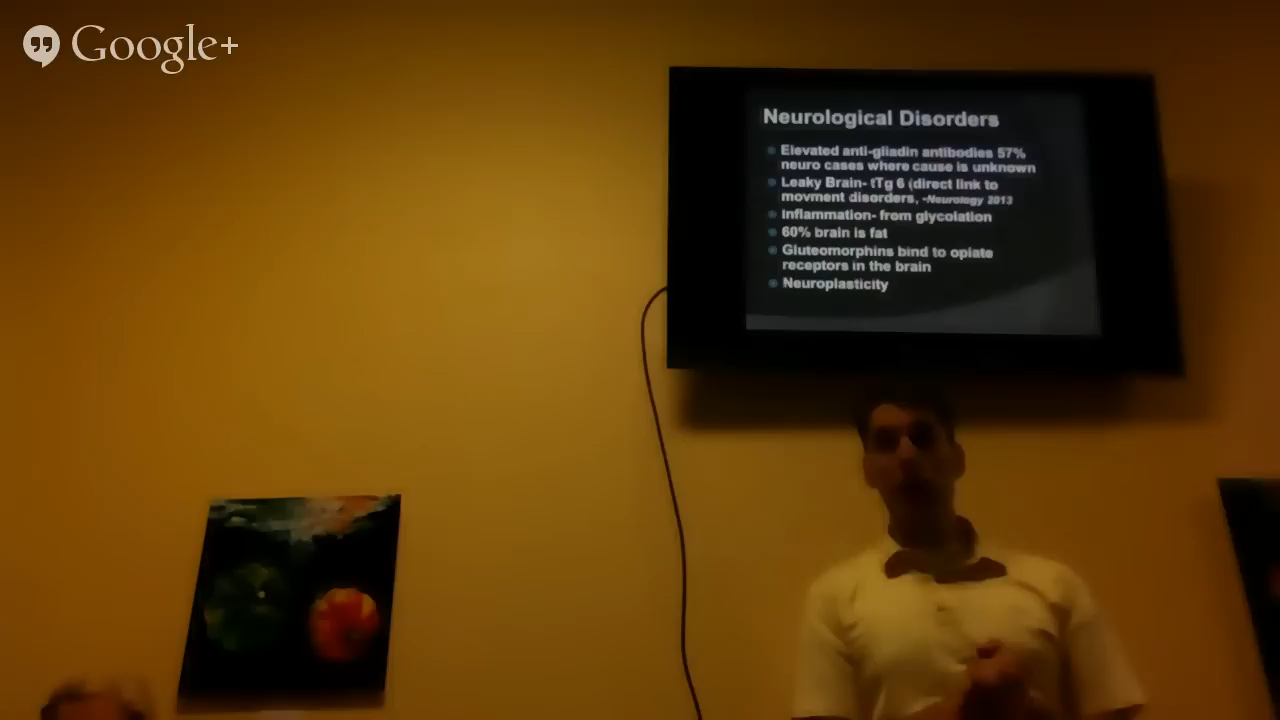 Google+
Neurological Disorders
Elevated anti-gliadin antibodies 57%
neuro cases where cause is unknown
Leaky Brain- tTg 6 (direct link to
movment disorders, -Neurology 2013
Inflammation- from glycolation
60% brain is fat
Gluteomorphins bind to opiate
receptors in the brain
Neuroplasticity